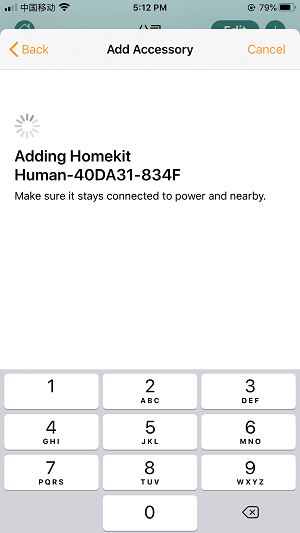 中国移动 5:12 PM 79%
Back Add Accessory Cancel
Adding Homekit
Human-40DA31-834F
Make sure it stays connected to power and nearby.
1 2 3
ABC DEF
4 5 6
GHI JKL MNO
7 8 9
PQRS TUV WXYZ
0